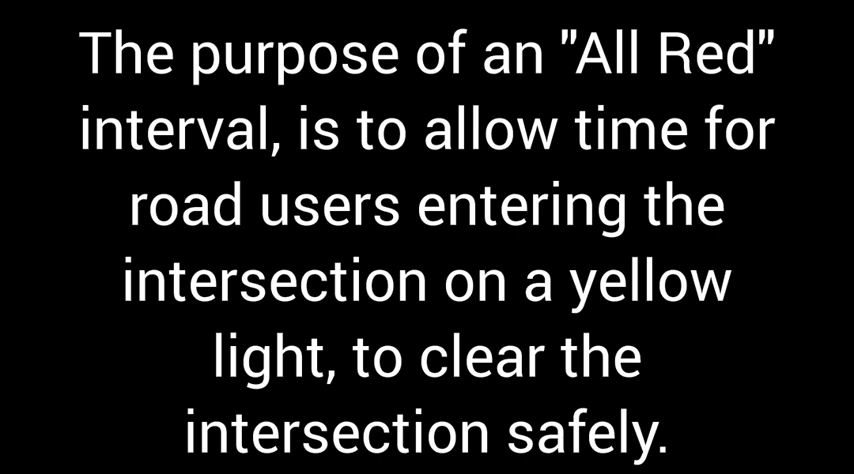 The purpose of an "All Red"
interval, is to allow time for
road users entering the
intersection on a yellow
light, to clear the
intersection safely.